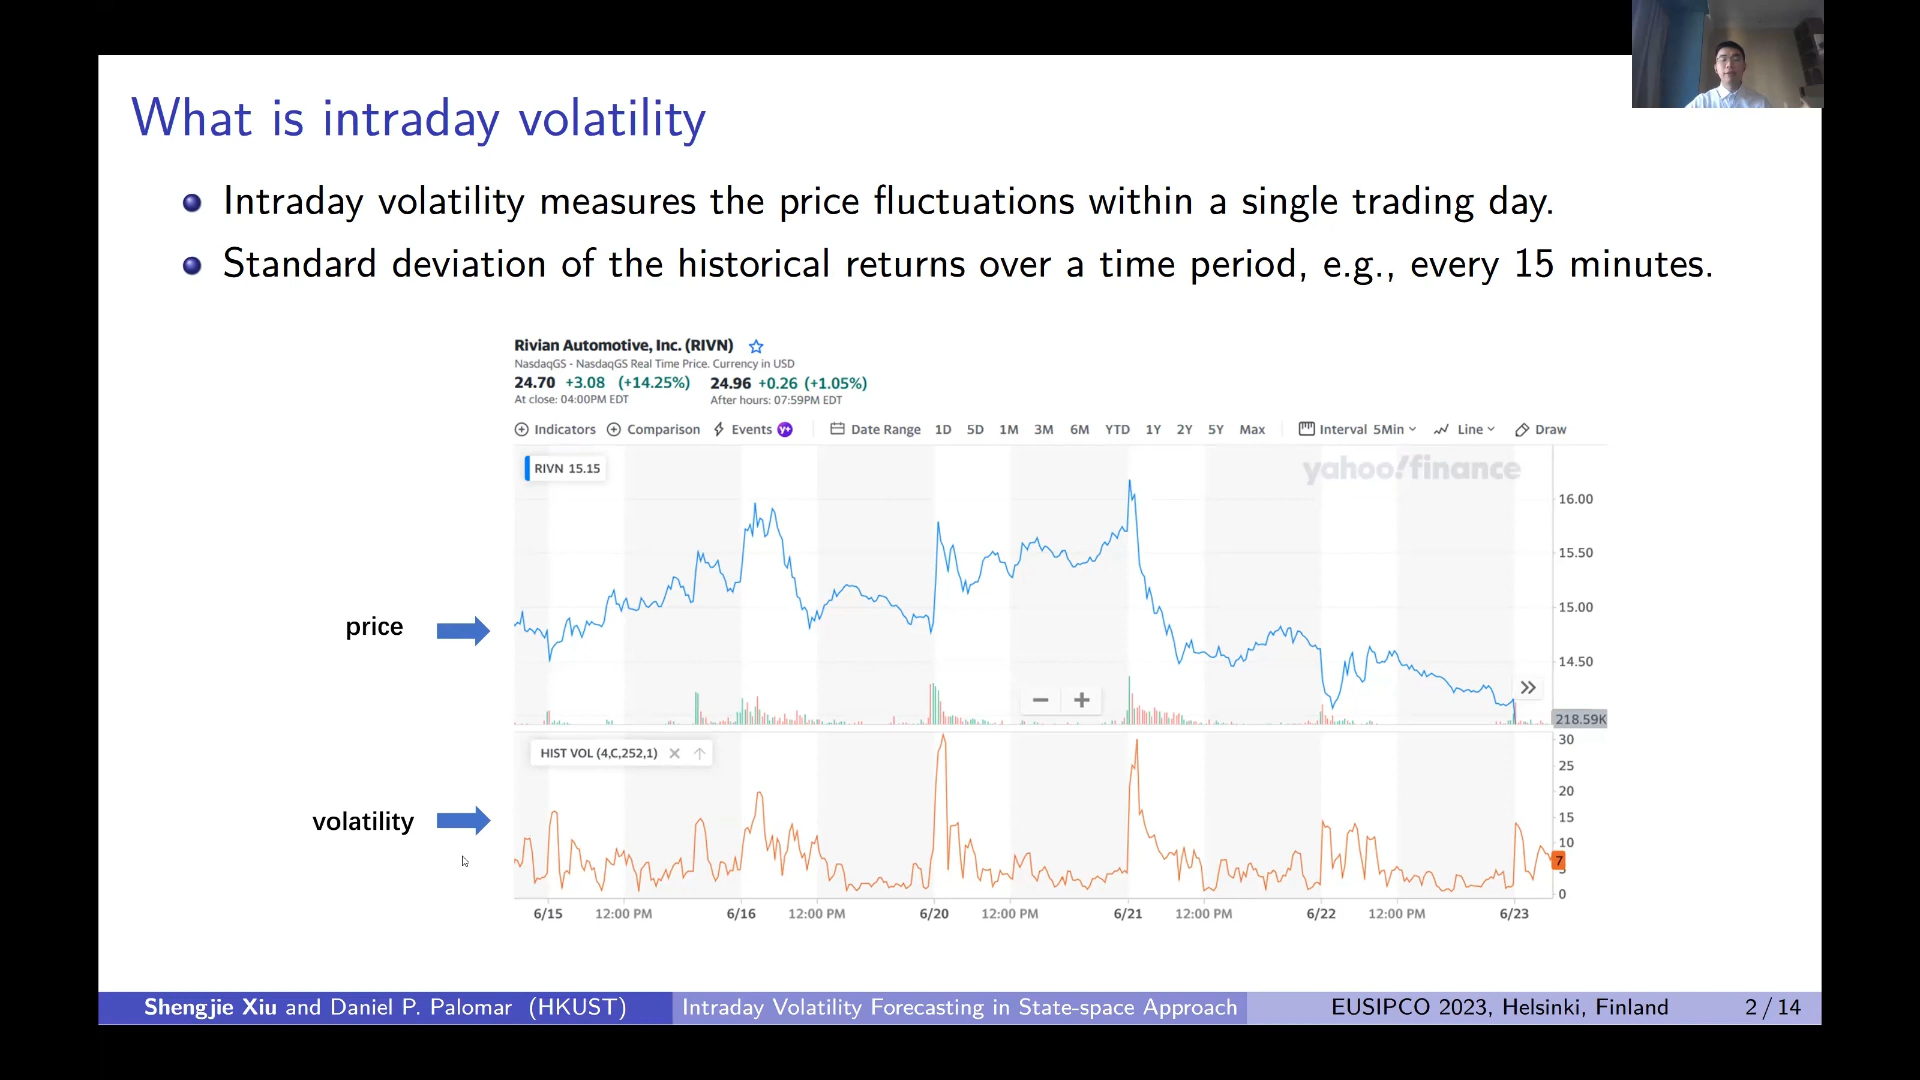 What is intraday volatility
Intraday volatility measures the price fluctuations within a single trading day.
Standard deviation of the historical returns over a time period, e.g., every 15 minutes.
Rivian Automotive, Inc. (RIVN)
NasdaqGS - NasdaqGS Real Time Price. Currency in USD
24.70 +3.08 (+14.25%) 24.96 +0.26 (+1.05%)
At close: 04:00PM EDT After hours: 07:59PM EDT
Indicators Comparison Events Y+ Date Range 1D 5D 1M 3M 6M YTD 1Y 2Y 5Y Max Interval 5Min Line Draw
RIVN 15.15
yahoo!finance
16.00
15.50
15.00
14.50
218.59K
price
HIST VOL (4,C,252,1)
30
25
20
15
10
7
5
0
volatility
6/15 12:00 PM 6/16 12:00 PM 6/20 12:00 PM 6/21 12:00 PM 6/22 12:00 PM 6/23
Shengjie Xiu and Daniel P. Palomar (HKUST) Intraday Volatility Forecasting in State-space Approach EUSIPCO 2023, Helsinki, Finland 2 / 14